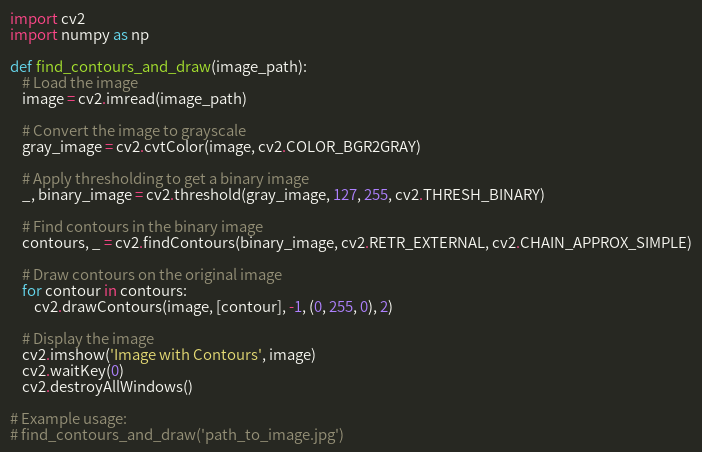 import cv2
import numpy as np
def find_contours_and_draw(image_path):
# Load the image
image = cv2.imread(image_path)
# Convert the image to grayscale
gray_image = cv2.cvtColor(image, cv2.COLOR_BGR2GRAY)
# Apply thresholding to get a binary image
_, binary_image = cv2.threshold(gray_image, 127, 255, cv2.THRESH_BINARY)
# Find contours in the binary image
contours, _ = cv2.findContours(binary_image, cv2.RETR_EXTERNAL, cv2.CHAIN_APPROX_SIMPLE)
# Draw contours on the original image
for contour in contours:
cv2.drawContours(image, [contour], -1, (0, 255, 0), 2)
# Display the image
cv2.imshow('Image with Contours', image)
cv2.waitKey(0)
cv2.destroyAllWindows()
# Example usage:
# find_contours_and_draw('path_to_image.jpg')